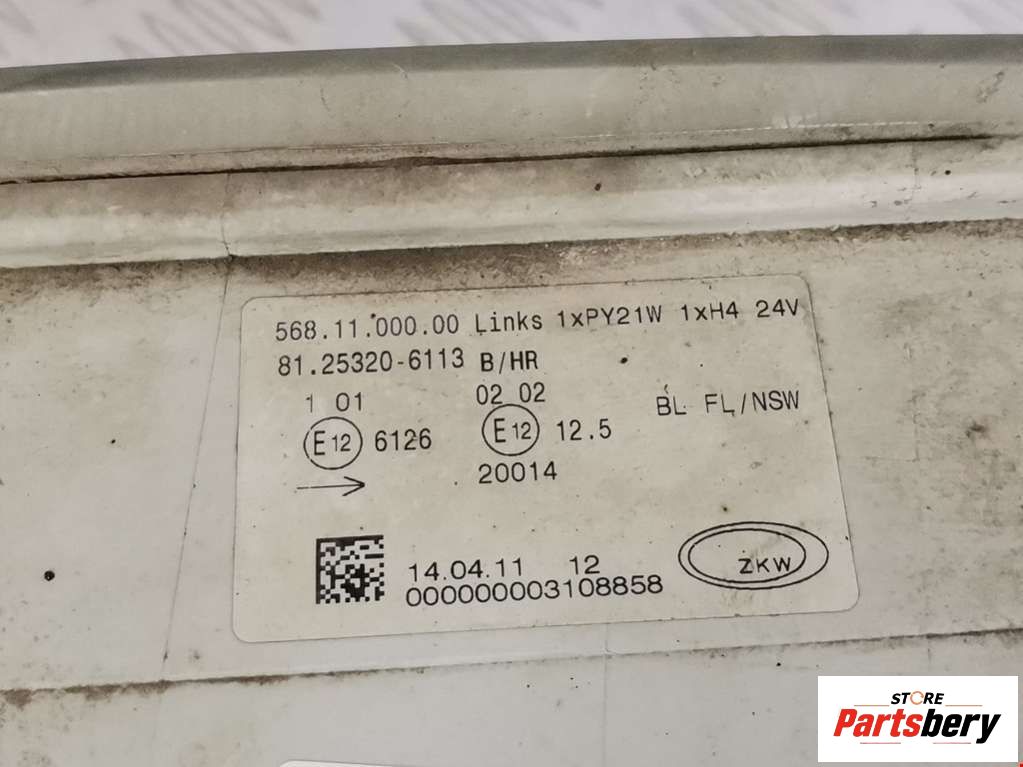 568.11.000.00 Links 1xPY21W 1xH4 24V
81.25320-6113 B/HR
1 01 02 02
BL FL/NSW
E12 6126 E12 12.5
20014
14.04.11 12
000000003108858
ZKW
STORE
Partsbery